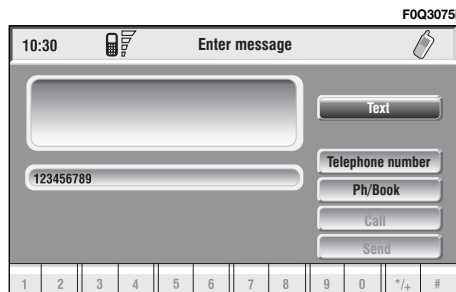 F0Q3075i
10:30 Enter message
Text
Telephone number
123456789
Ph/Book
Call
Send
1 2 3 4 5 6 7 8 9 0 */+ #